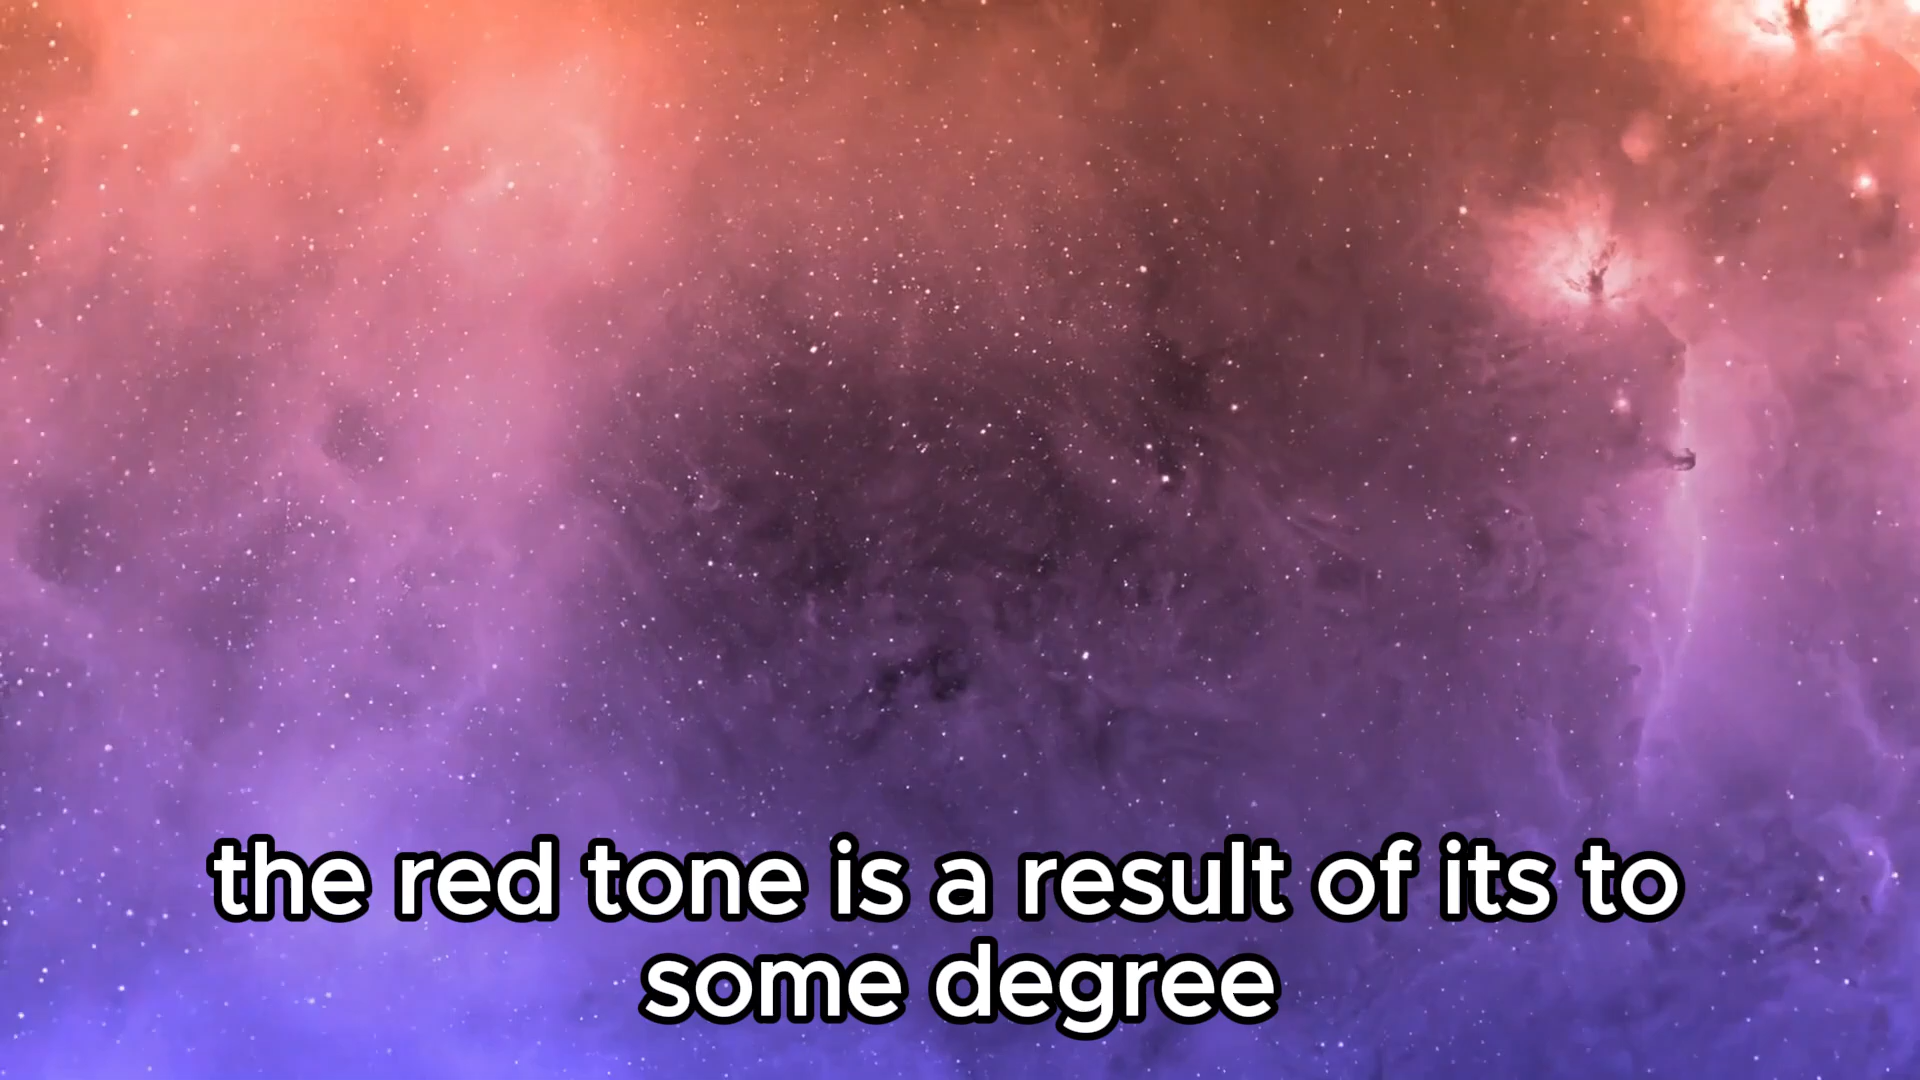 the red tone is a result of its to
some degree